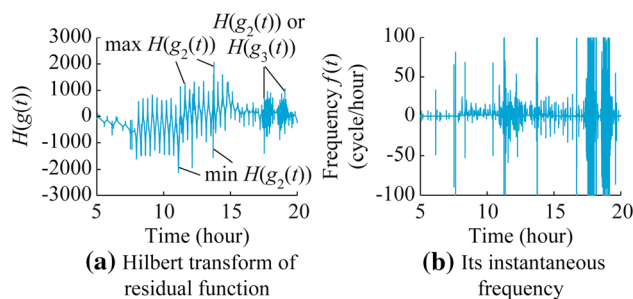 H(g₂(t)) or
H(g₃(t))
max H(g₂(t))
3000
2000
1000
0
-1000
-2000
-3000
H(g(t))
min H(g₂(t))
5 10 15 20
Time (hour)
(a) Hilbert transform of
residual function
100
50
0
-50
-100
Frequency f(t)
(cycle/hour)
5 10 15 20
Time (hour)
(b) Its instantaneous
frequency